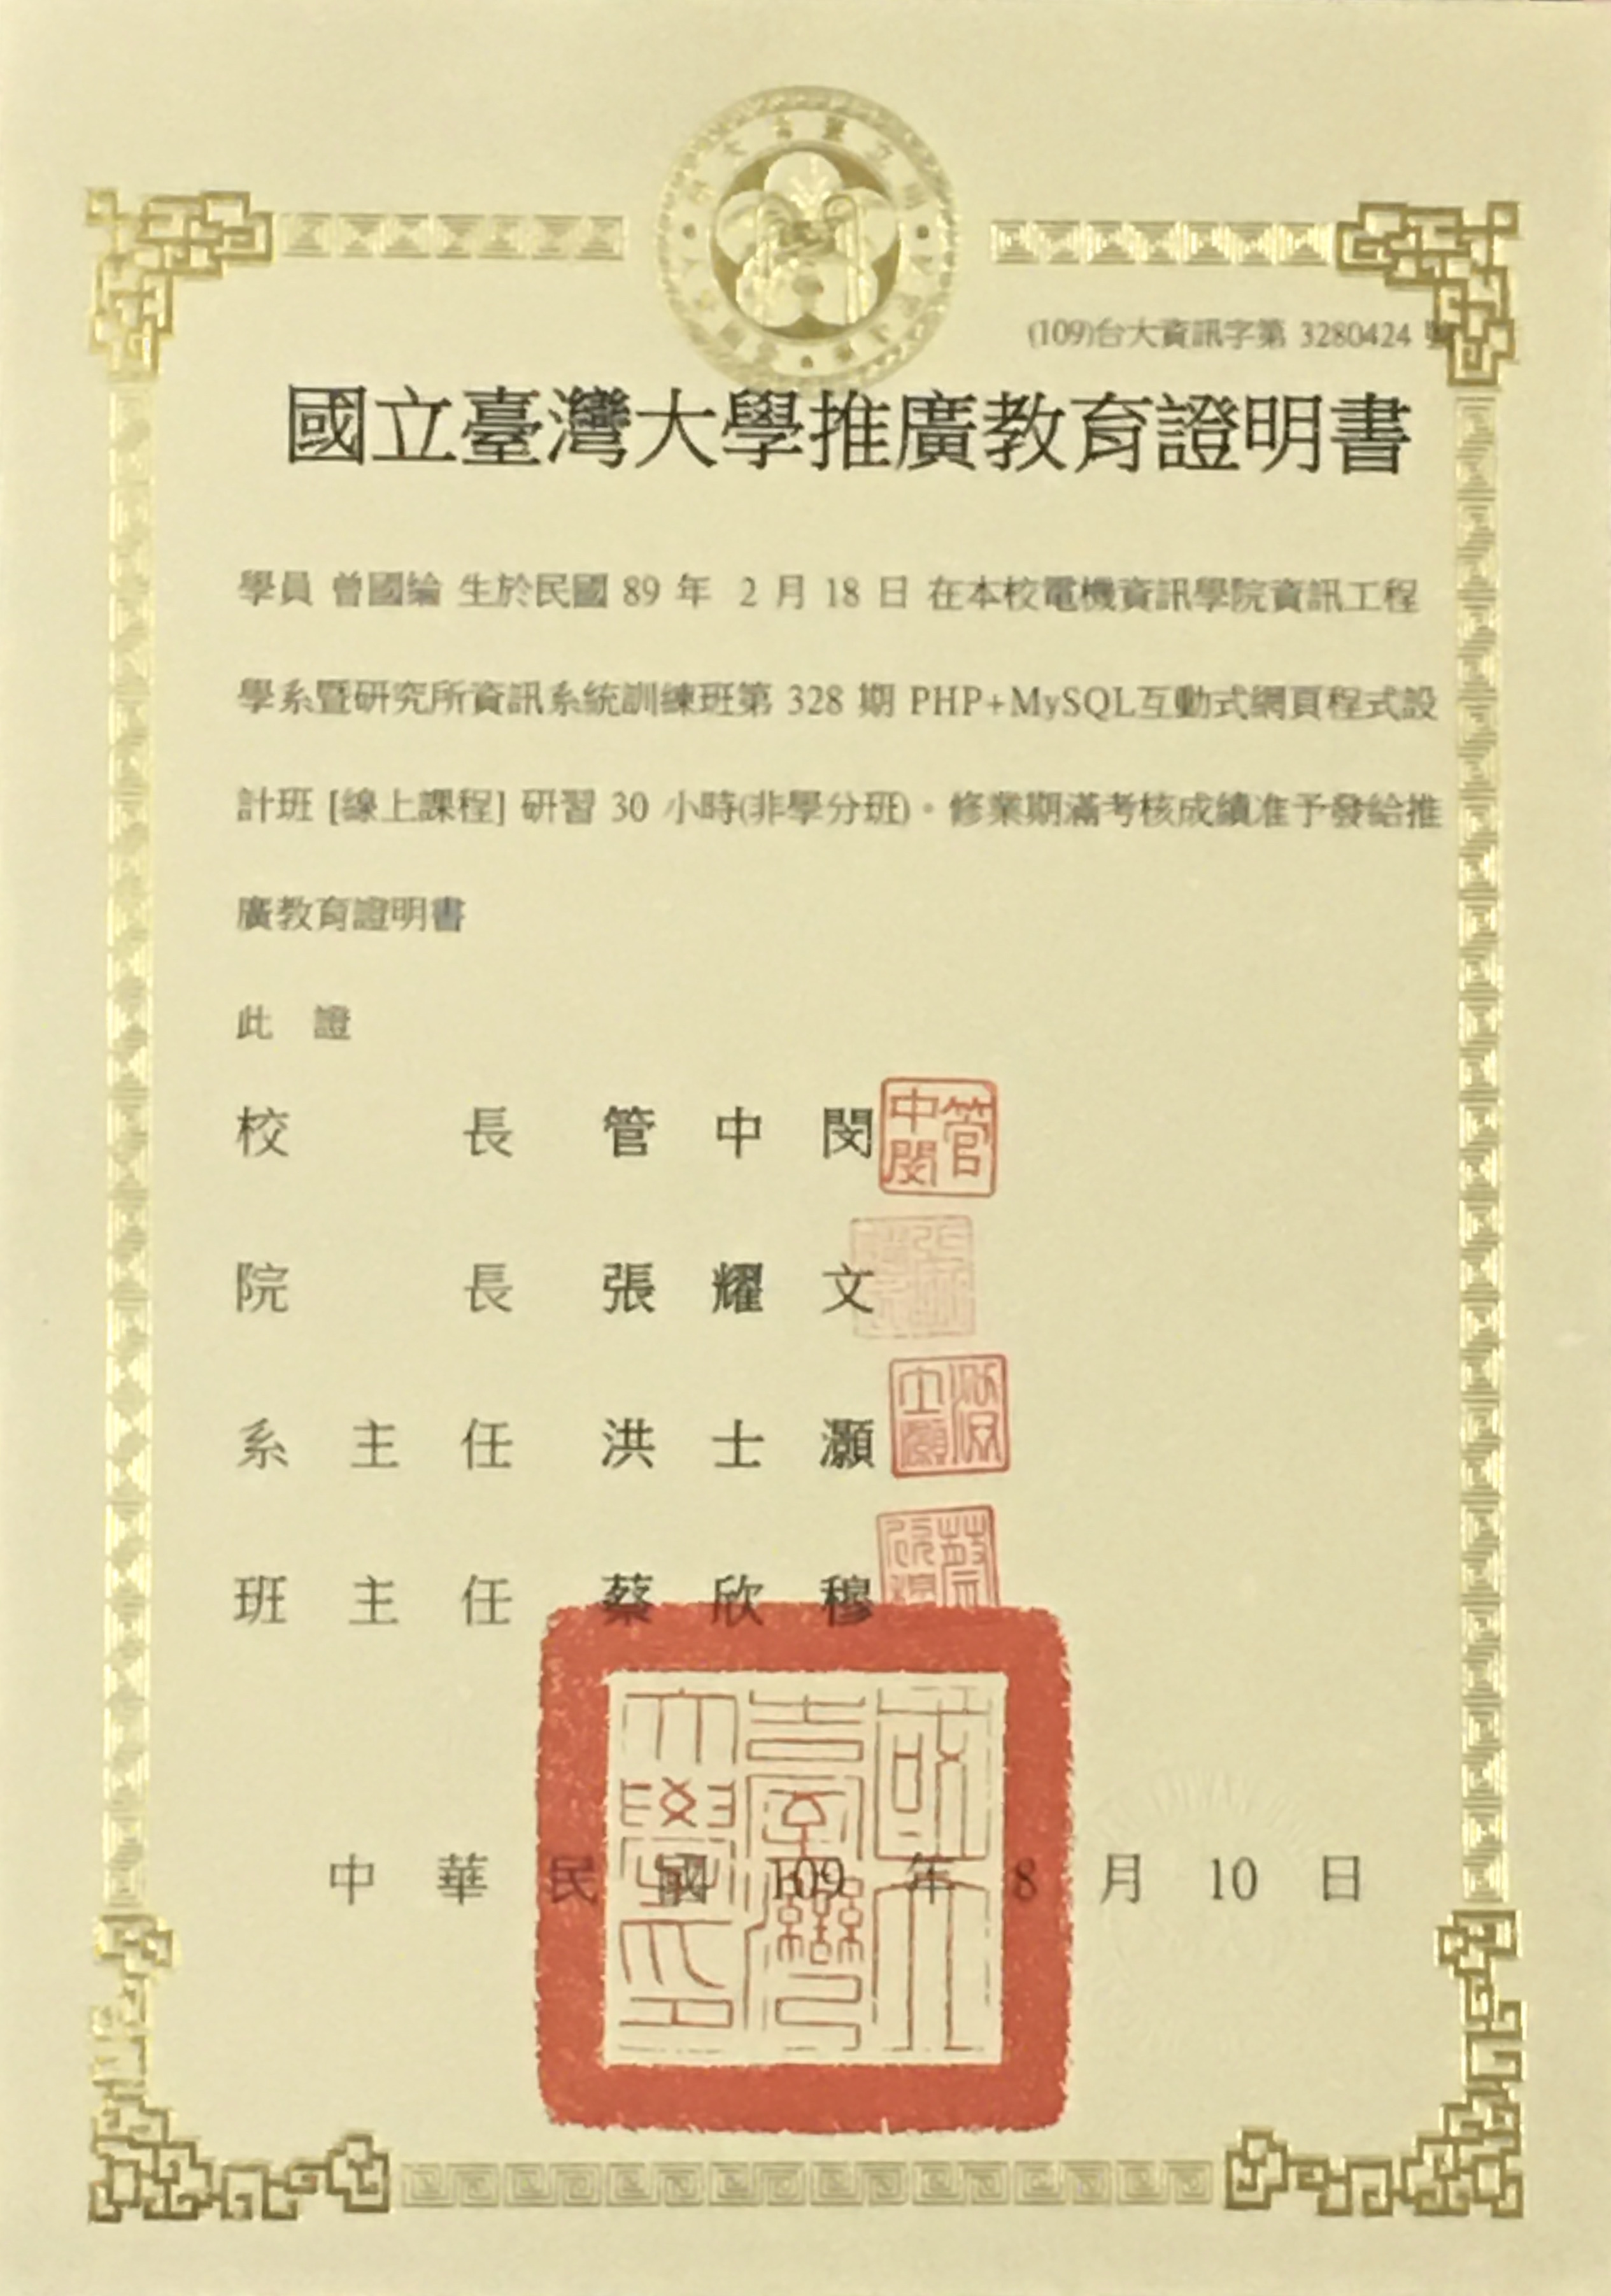 (109)台大資訊字第 3280424 號
國立臺灣大學推廣教育證明書
學員 曾國綸 生於民國 89 年 2 月 18 日 在本校電機資訊學院資訊工程
學系暨研究所資訊系統訓練班第 328 期 PHP+MySQL互動式網頁程式設
計班 [線上課程] 研習 30 小時(非學分班)。修業期滿考核成績准予發給推
廣教育證明書
此 證
校 長 管 中 閔
管中閔
院 長 張 耀 文
系 主 任 洪 士 灝
洪士灝
班 主 任 蔡 欣 穆
國立臺灣大學印
中 華 民 國 109 年 8 月 10 日